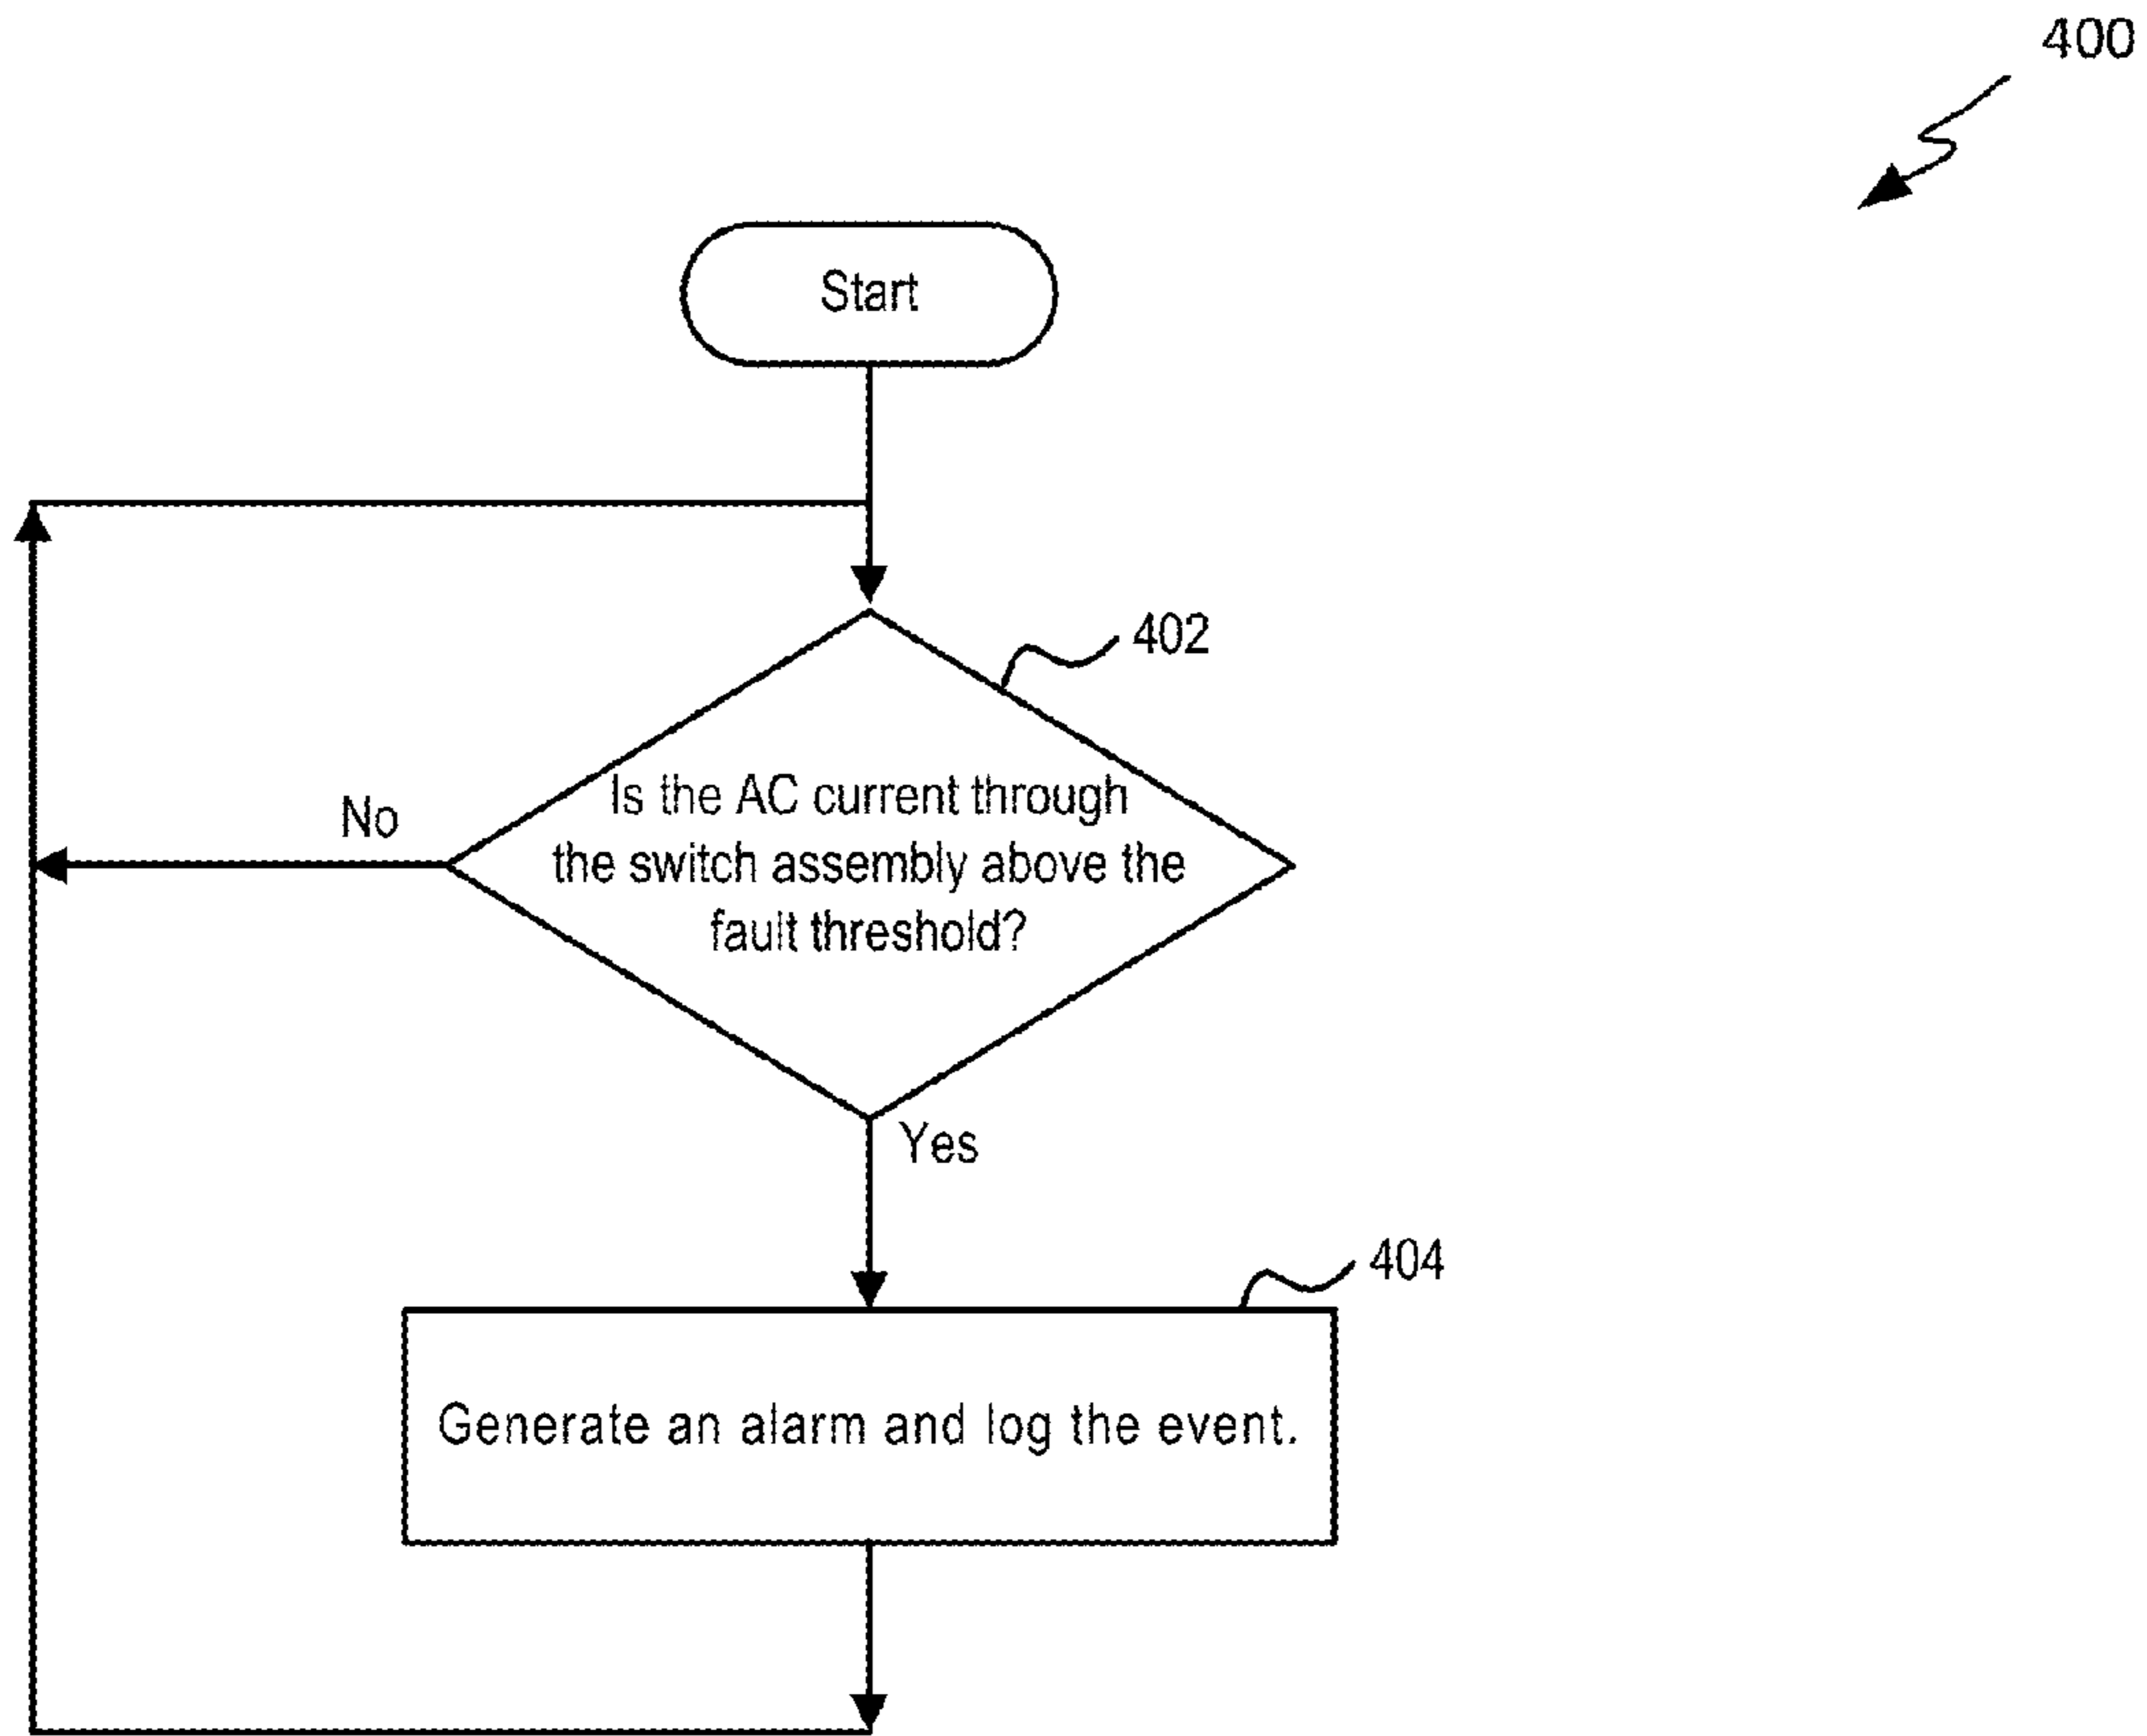 400
Start
402
Is the AC current through
the switch assembly above the
fault threshold?
No
Yes
404
Generate an alarm and log the event.